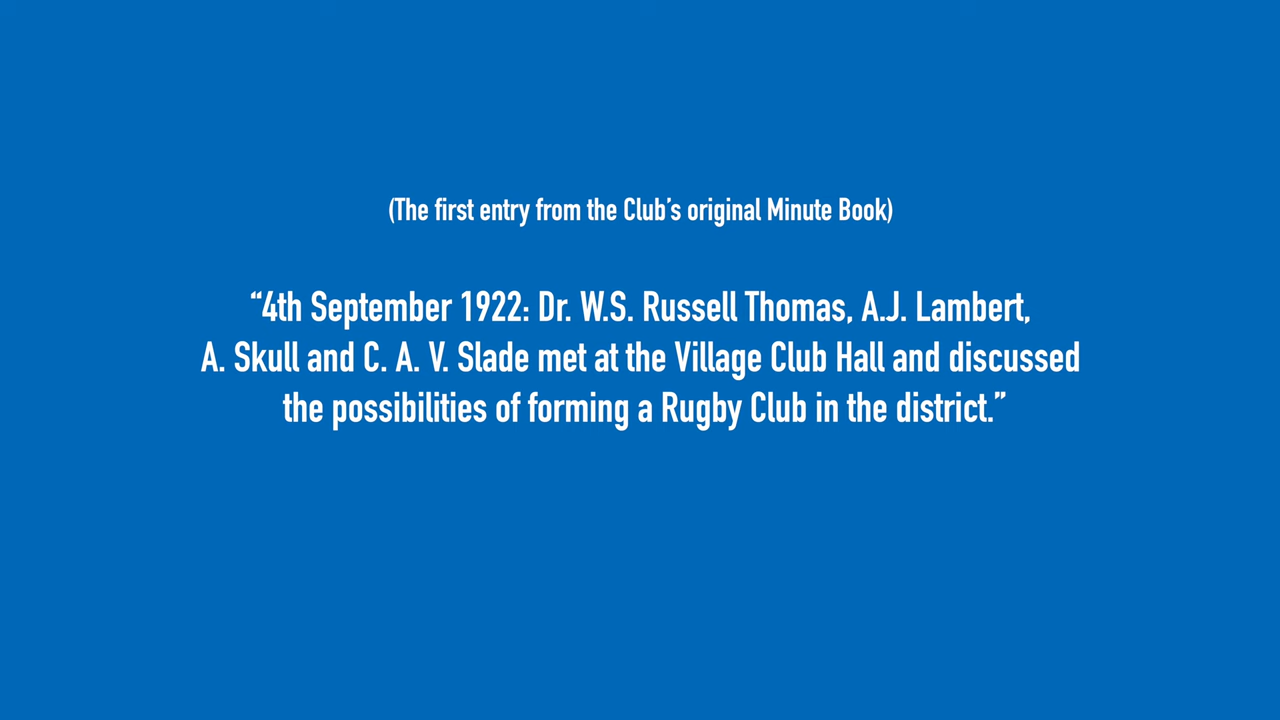 (The first entry from the Club’s original Minute Book)
“4th September 1922: Dr. W.S. Russell Thomas, A.J. Lambert,
A. Skull and C. A. V. Slade met at the Village Club Hall and discussed
the possibilities of forming a Rugby Club in the district.”